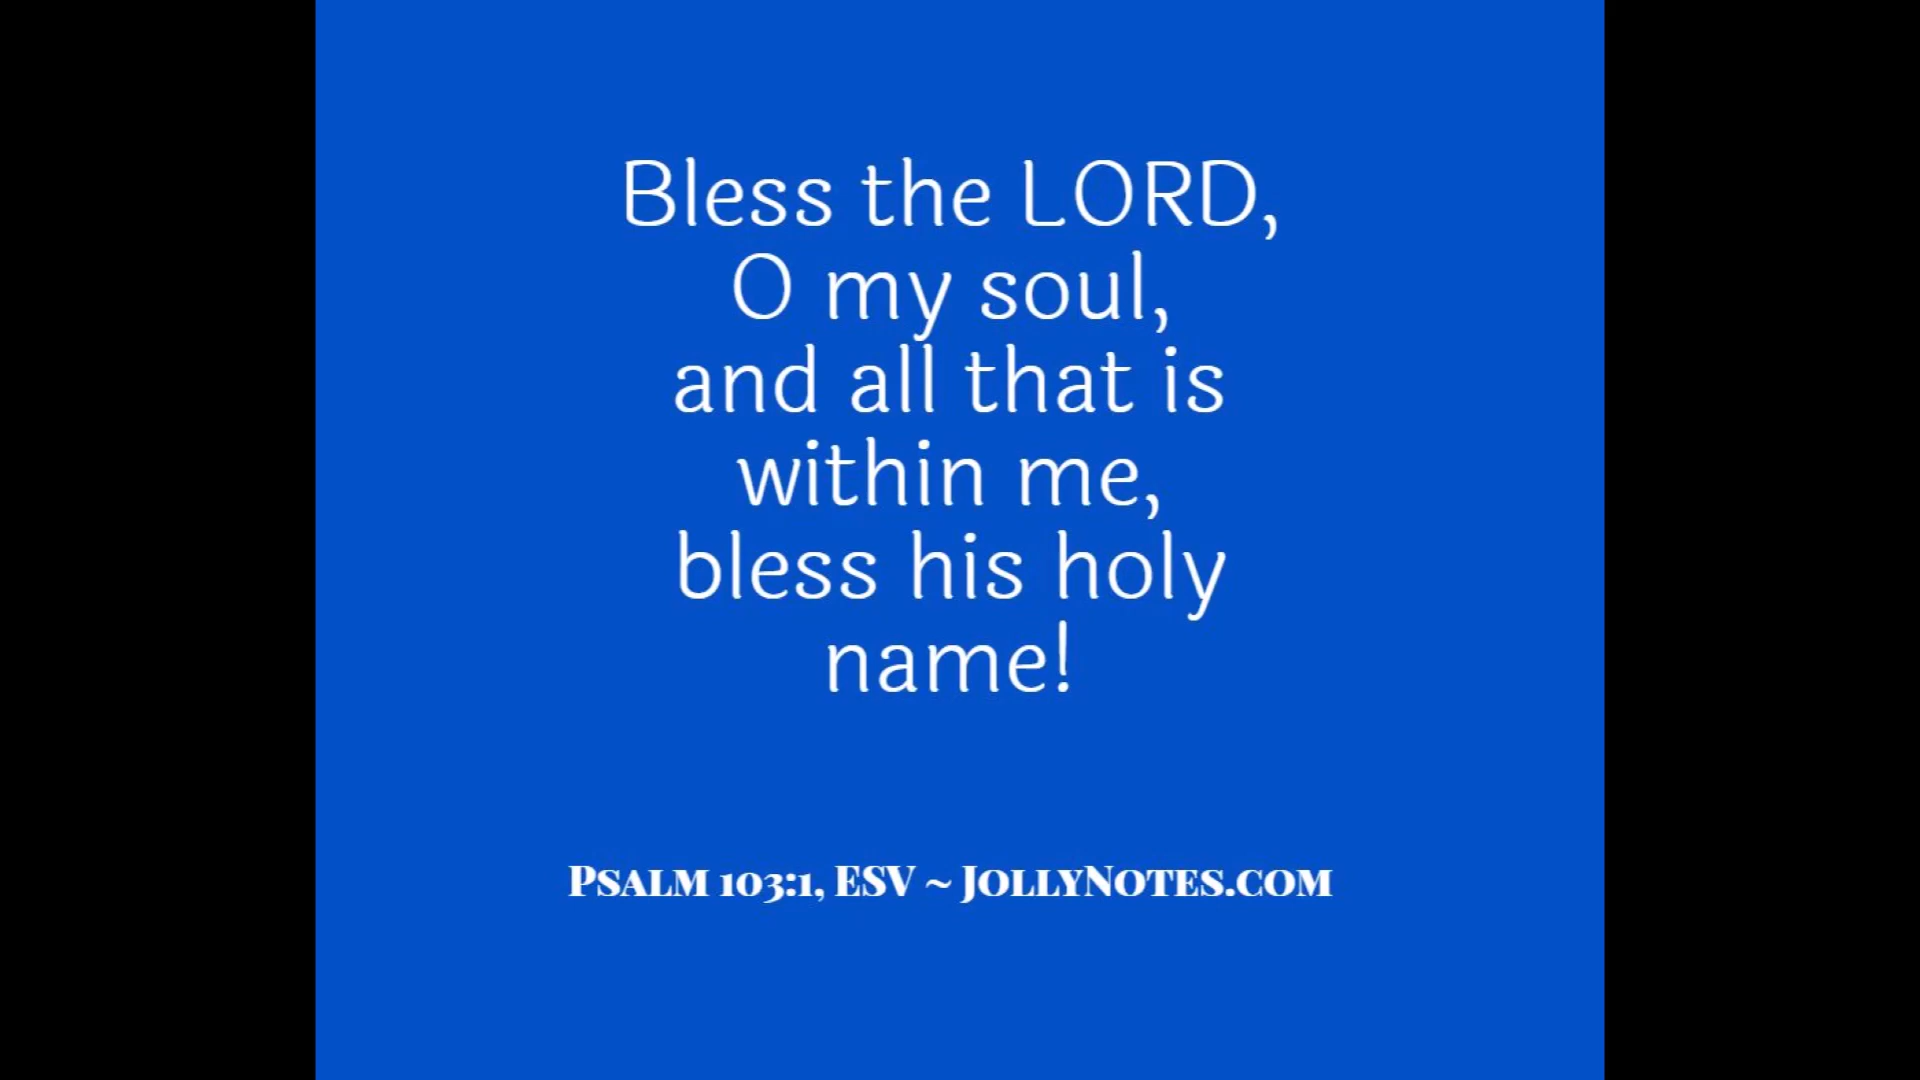 Bless the LORD,
O my soul,
and all that is
within me,
bless his holy
name!
Psalm 103:1, ESV ~ JollyNotes.com